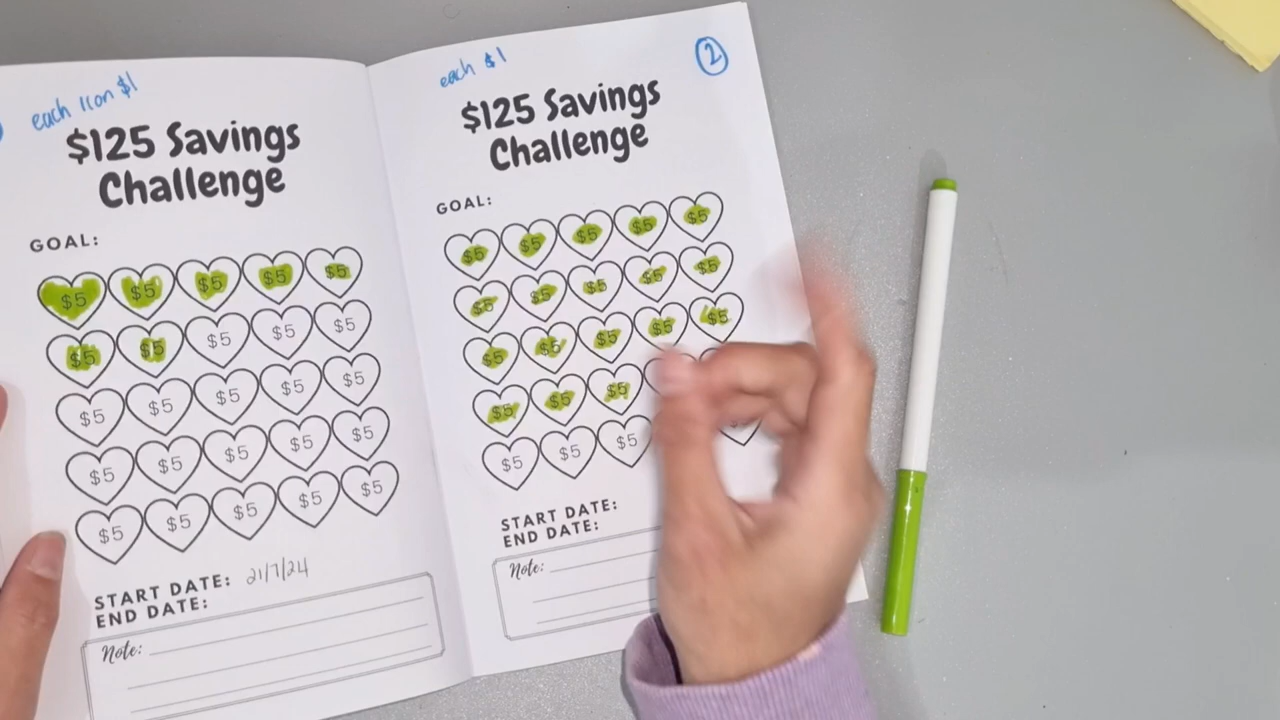 each icon $1
$125 Savings
Challenge
GOAL:
$5 $5 $5 $5 $5
$5 $5 $5 $5 $5
$5 $5 $5 $5 $5
$5 $5 $5 $5 $5
$5 $5 $5 $5 $5
START DATE: 21/7/24
END DATE:
Note:
each $1
2
$125 Savings
Challenge
GOAL:
$5 $5 $5 $5 $5
$5 $5 $5 $5 $5
$5 $5 $5 $5 $5
$5 $5 $5
$5 $5 $5
START DATE:
END DATE:
Note: